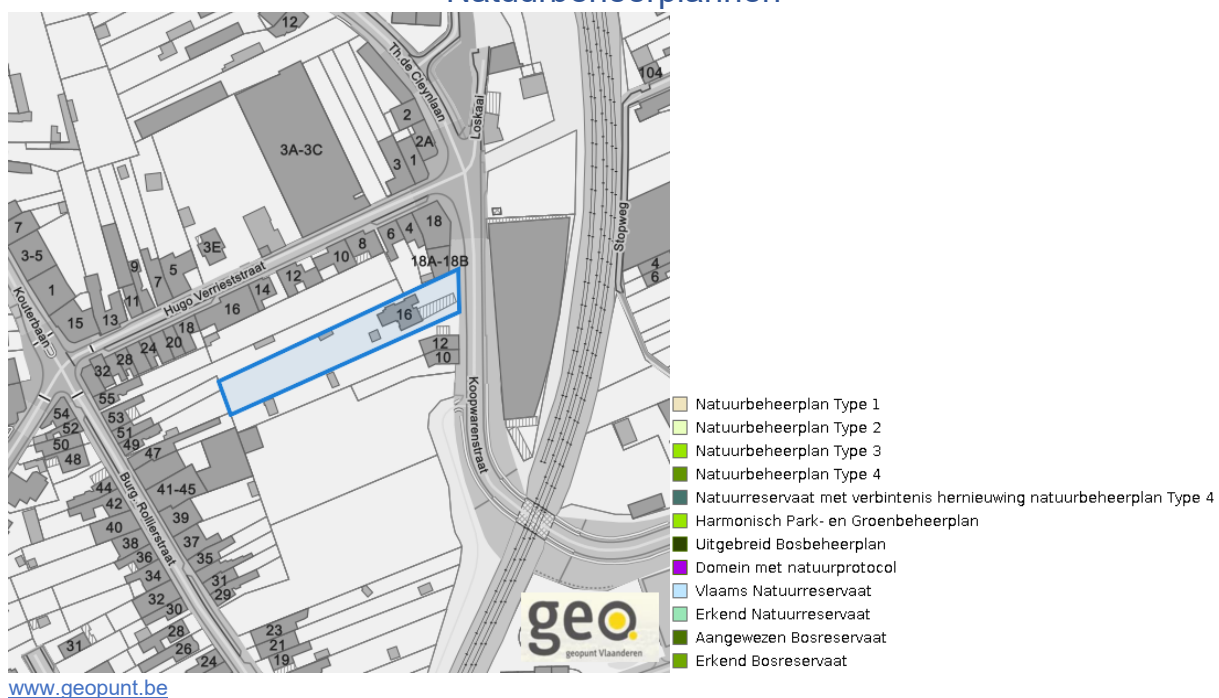 Natuurbeheerplannen
12
Th. de Cleynlaan
104
2
2A
Loskaai
3A-3C
3
1
7
3-5
1
Kouterbaan
15
13
9
11
7
5
3E
Hugo Verrieststraat
16
14
12
10
8
6
4
18
18A-18B
Stopweg
4
6
32
28
24
20
18
16
12
10
Koopwarenstraat
55
53
51
49
47
54
52
50
48
44
42
40
38
36
34
32
30
28
26
24
41-45
39
37
35
31
29
23
21
19
31
Burg. Rollierstraat
geo
geopunt Vlaanderen
Natuurbeheerplan Type 1
Natuurbeheerplan Type 2
Natuurbeheerplan Type 3
Natuurbeheerplan Type 4
Natuurreservaat met verbintenis hernieuwing natuurbeheerplan Type 4
Harmonisch Park- en Groenbeheerplan
Uitgebreid Bosbeheerplan
Domein met natuurprotocol
Vlaams Natuurreservaat
Erkend Natuurreservaat
Aangewezen Bosreservaat
Erkend Bosreservaat
www.geopunt.be